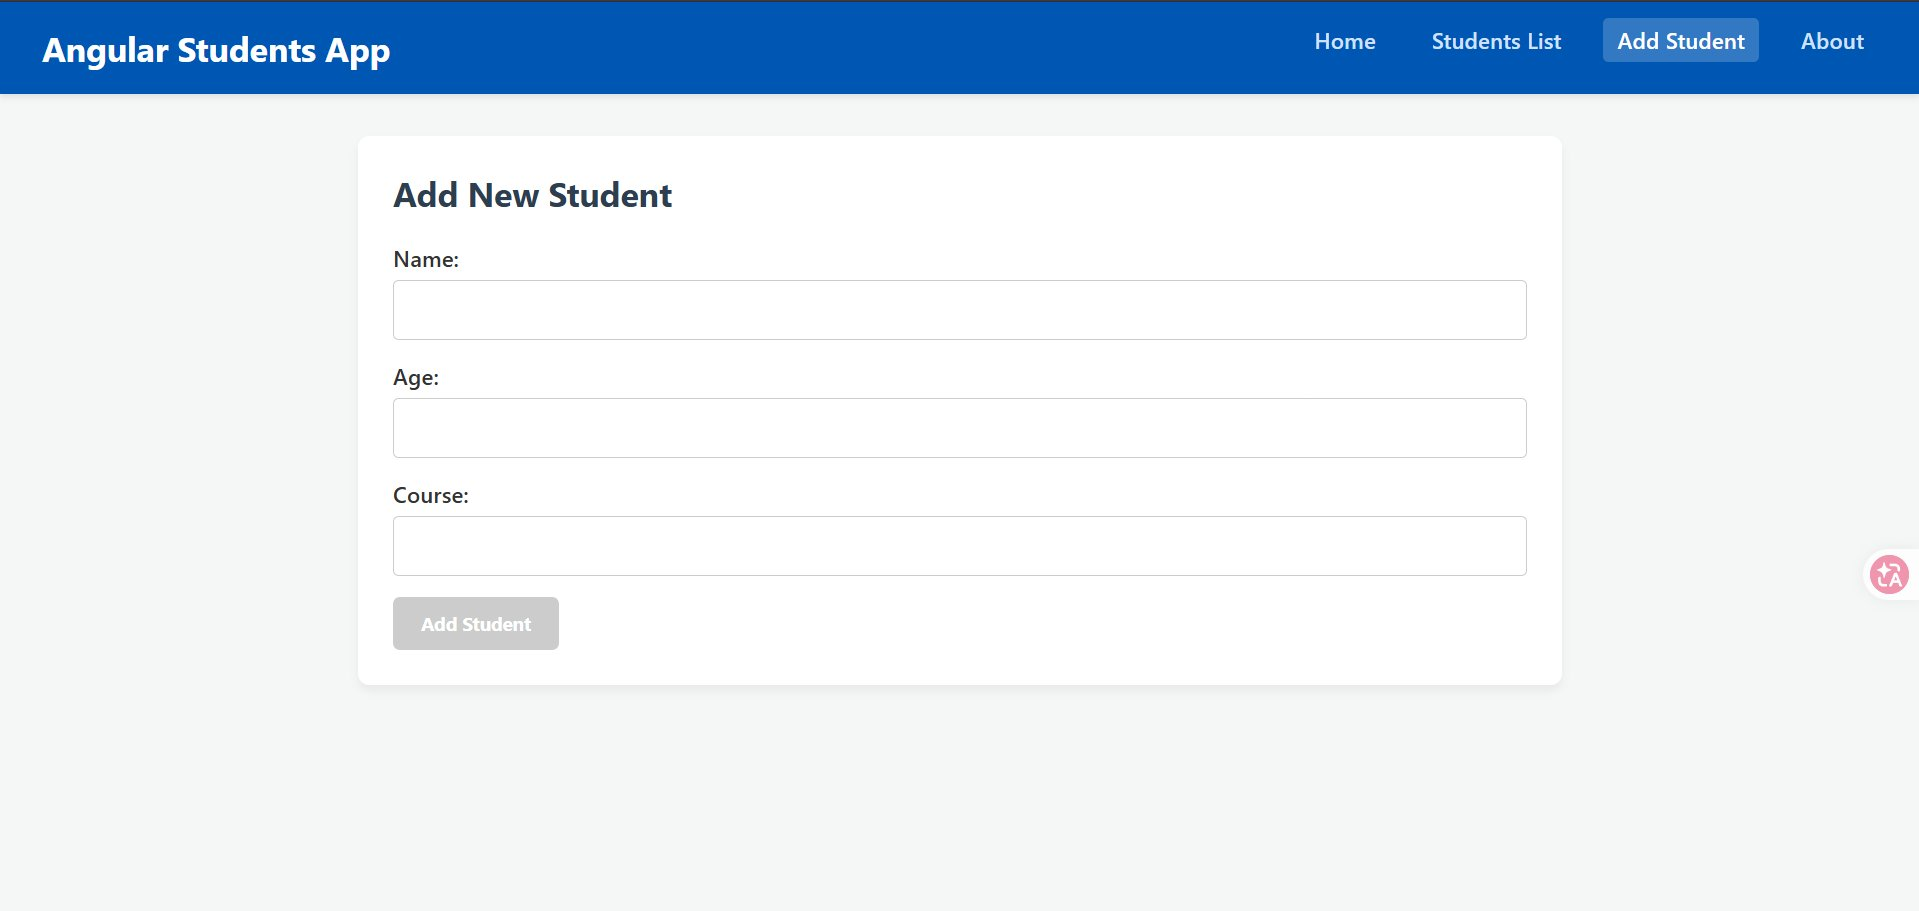 Angular Students App
Home
Students List
Add Student
About
Add New Student
Name:
Age:
Course:
Add Student